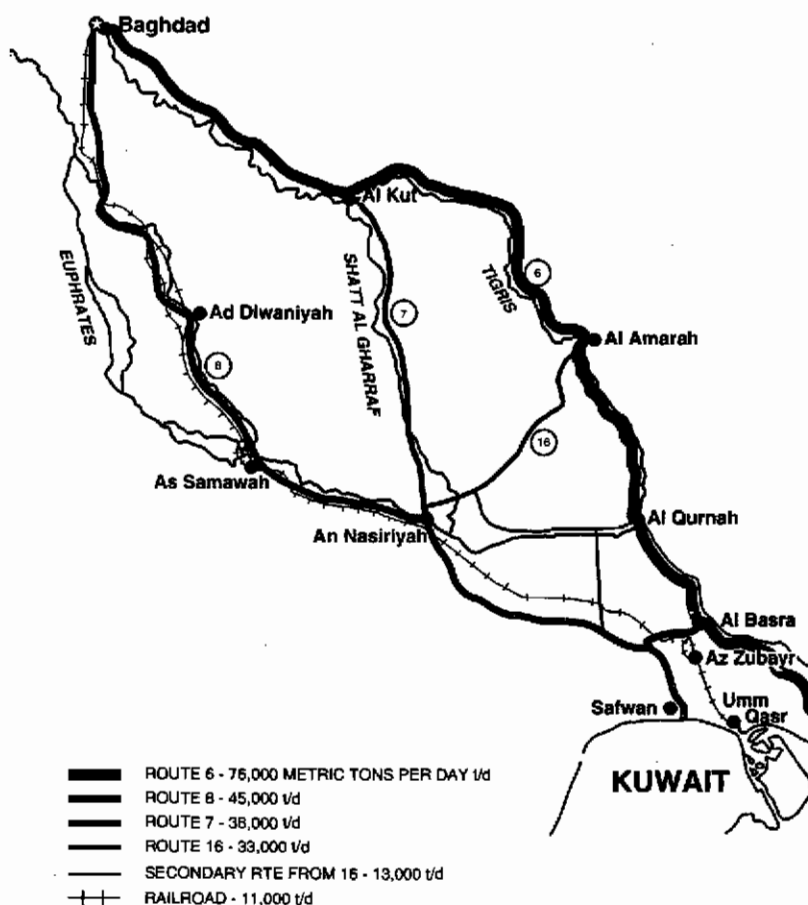 Baghdad
Al Kut
EUPHRATES
SHATT AL GHARRAF
TIGRIS
6
7
Ad Diwaniyah
Al Amarah
8
16
As Samawah
An Nasiriyah
Al Qurnah
Al Basra
Az Zubayr
Safwan
Umm
Qasr
KUWAIT
ROUTE 6 - 76,000 METRIC TONS PER DAY t/d
ROUTE 8 - 45,000 t/d
ROUTE 7 - 38,000 t/d
ROUTE 16 - 33,000 t/d
SECONDARY RTE FROM 16 - 13,000 t/d
RAILROAD - 11,000 t/d